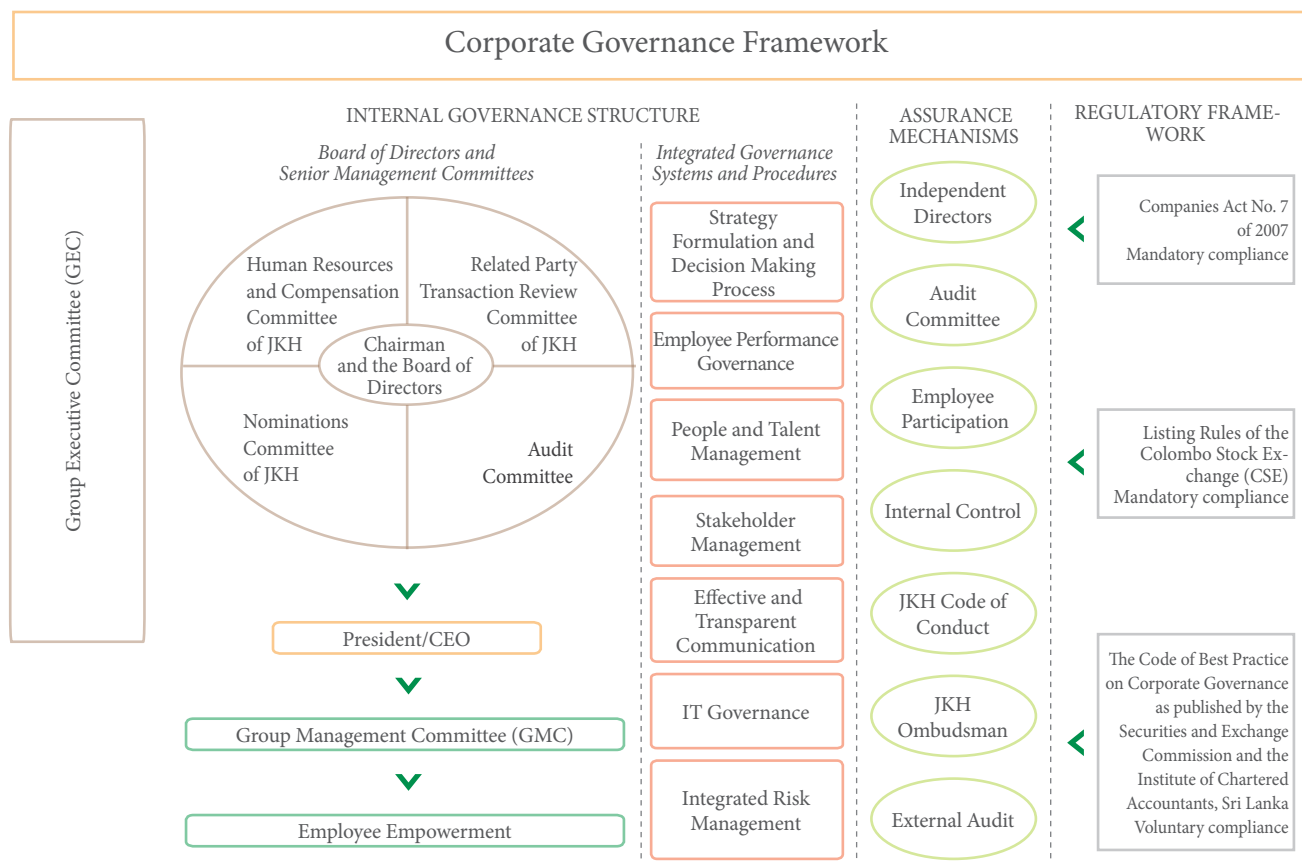 Corporate Governance Framework
Group Executive Committee (GEC)
INTERNAL GOVERNANCE STRUCTURE
Board of Directors and
Senior Management Committees
Human Resources
and Compensation
Committee
of JKH
Related Party
Transaction Review
Committee
of JKH
Chairman
and the Board of
Directors
Nominations
Committee
of JKH
Audit
Committee
President/CEO
Group Management Committee (GMC)
Employee Empowerment
Integrated Governance
Systems and Procedures
Strategy
Formulation and
Decision Making
Process
Employee Performance
Governance
People and Talent
Management
Stakeholder
Management
Effective and
Transparent
Communication
IT Governance
Integrated Risk
Management
ASSURANCE
MECHANISMS
Independent
Directors
Audit
Committee
Employee
Participation
Internal Control
JKH Code of
Conduct
JKH
Ombudsman
External Audit
REGULATORY FRAME-
WORK
Companies Act No. 7
of 2007
Mandatory compliance
Listing Rules of the
Colombo Stock Ex-
change (CSE)
Mandatory compliance
The Code of Best Practice
on Corporate Governance
as published by the
Securities and Exchange
Commission and the
Institute of Chartered
Accountants, Sri Lanka
Voluntary compliance